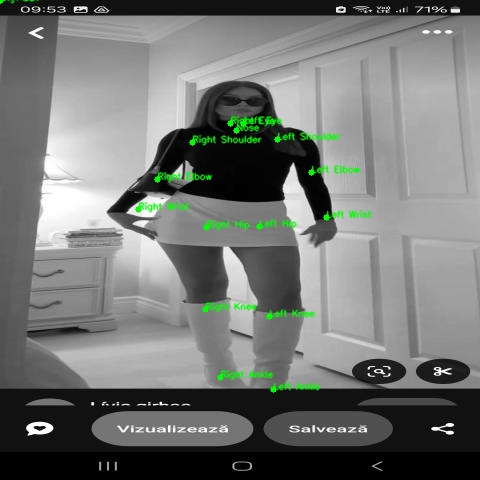 09:53
71%
Right Eye
Nose
Right Shoulder
Left Shoulder
Right Elbow
Left Elbow
Right Wrist
Left Wrist
Right Hip
Left Hip
Right Knee
Left Knee
Right Ankle
Left Ankle
Vizualizează
Salvează